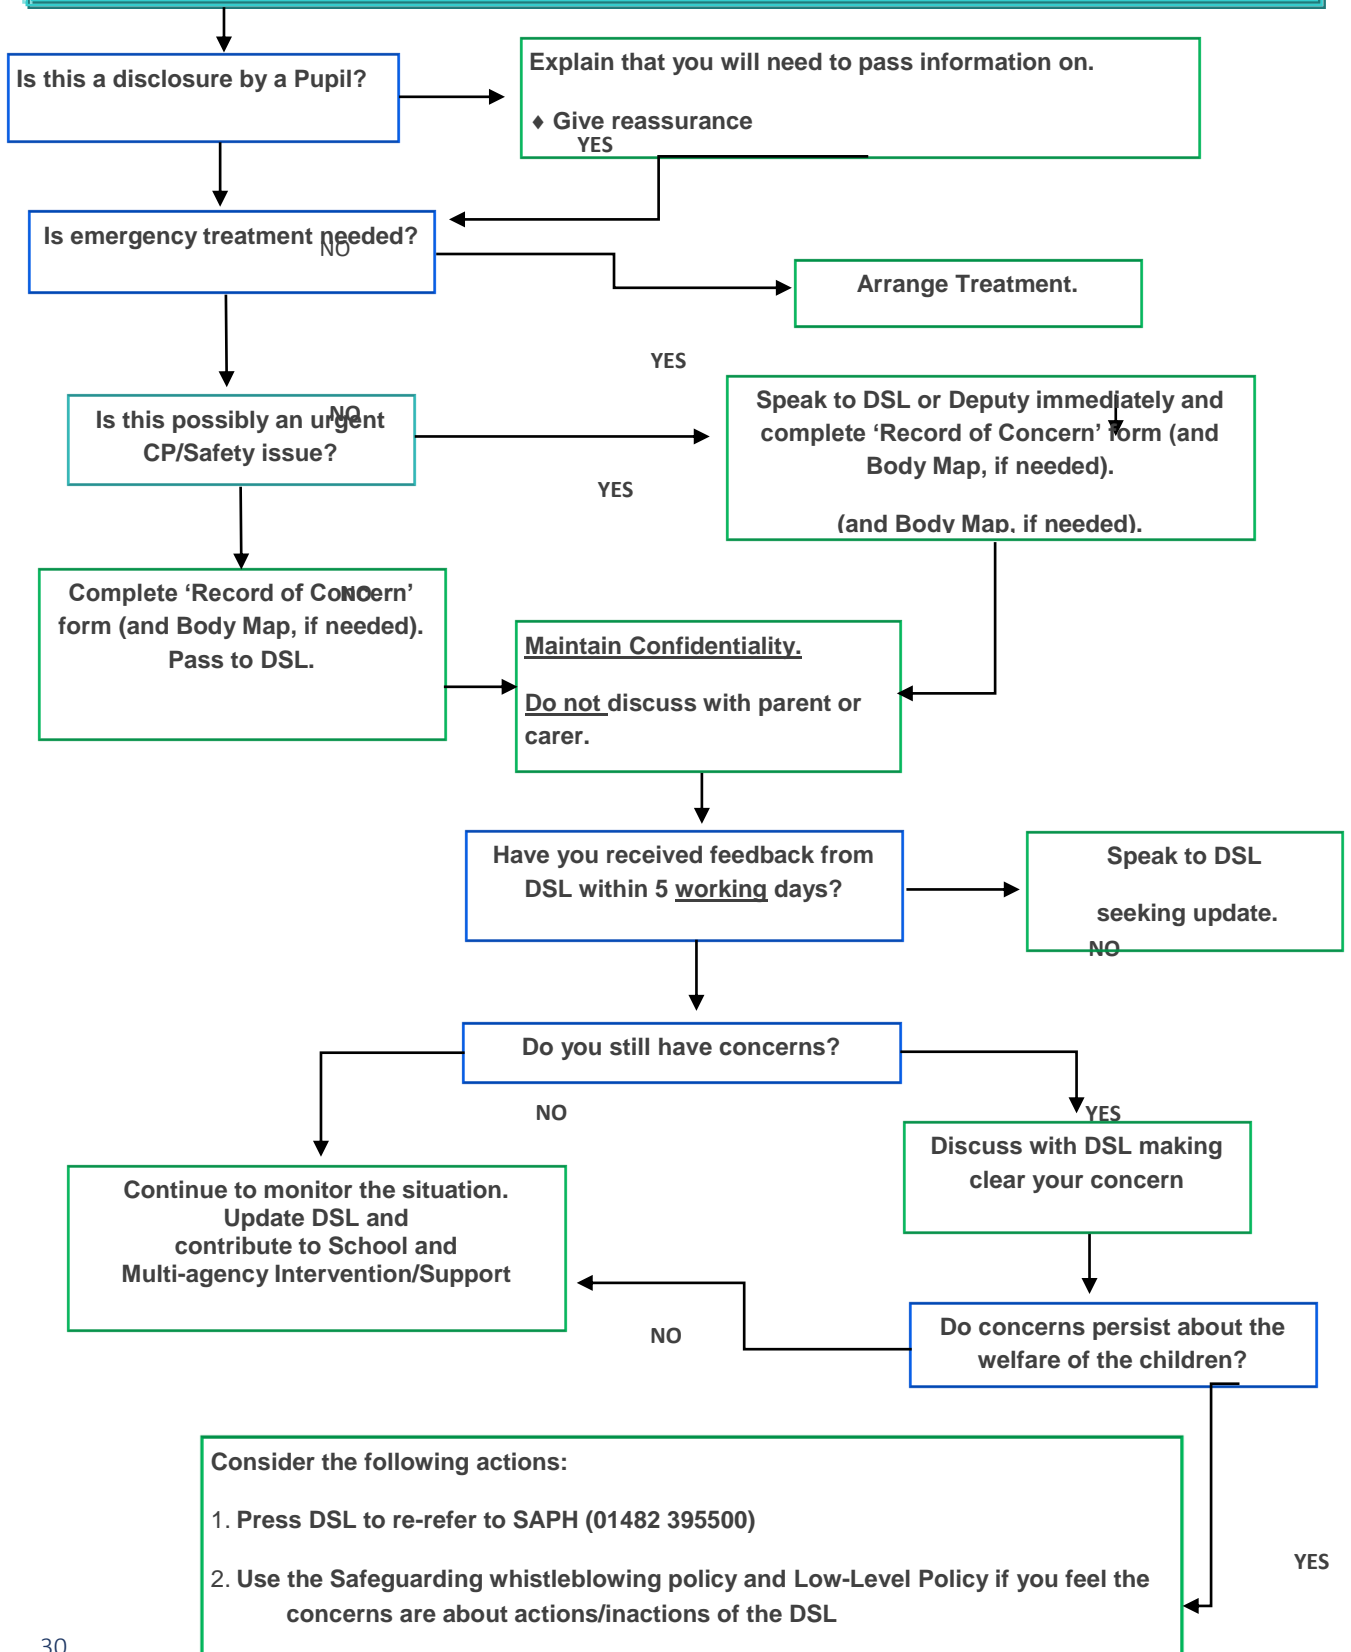 Is this a disclosure by a Pupil?
Explain that you will need to pass information on.
♦ Give reassurance
YES
Is emergency treatment needed?
NO
Arrange Treatment.
YES
Is this possibly an urgent
CP/Safety issue?
NO
Speak to DSL or Deputy immediately and
complete ‘Record of Concern’ form (and
Body Map, if needed).
(and Body Map, if needed).
YES
Complete ‘Record of Concern’
form (and Body Map, if needed).
Pass to DSL.
NO
Maintain Confidentiality.
Do not discuss with parent or
carer.
Have you received feedback from
DSL within 5 working days?
Speak to DSL
seeking update.
NO
Do you still have concerns?
NO
YES
Discuss with DSL making
clear your concern
Continue to monitor the situation.
Update DSL and
contribute to School and
Multi-agency Intervention/Support
Do concerns persist about the
welfare of the children?
NO
Consider the following actions:
1. Press DSL to re-refer to SAPH (01482 395500)
2. Use the Safeguarding whistleblowing policy and Low-Level Policy if you feel the
concerns are about actions/inactions of the DSL
YES
30